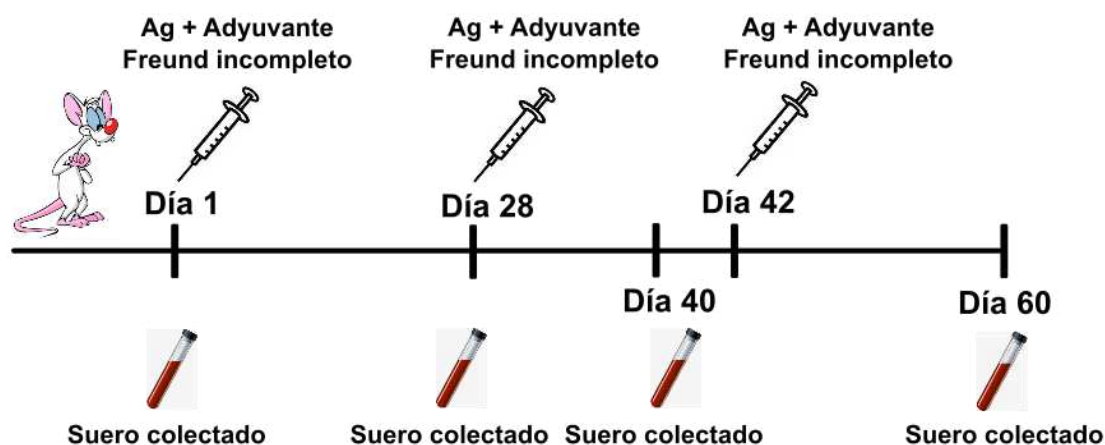 Ag + Adyuvante
Freund incompleto
Ag + Adyuvante
Freund incompleto
Ag + Adyuvante
Freund incompleto
Día 1
Día 28
Día 42
Día 40
Día 60
Suero colectado
Suero colectado
Suero colectado
Suero colectado